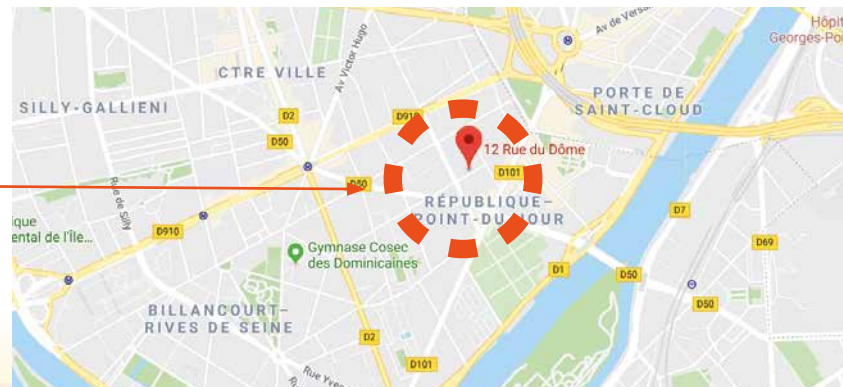 Hôpit
Georges-Po
Av de Versa
Av Victor Hugo
CTRE VILLE
PORTE DE
SAINT-CLOUD
SILLY-GALLIENI
D2
D910
D50
12 Rue du Dôme
D101
D50
RÉPUBLIQUE–
POINT-DU-JOUR
Rue de Silly
D7
ique
ental de l'Île...
D910
Gymnase Cosec
des Dominicaines
D69
D1
D50
D50
BILLANCOURT–
RIVES DE SEINE
D2
D101
Rue Yves